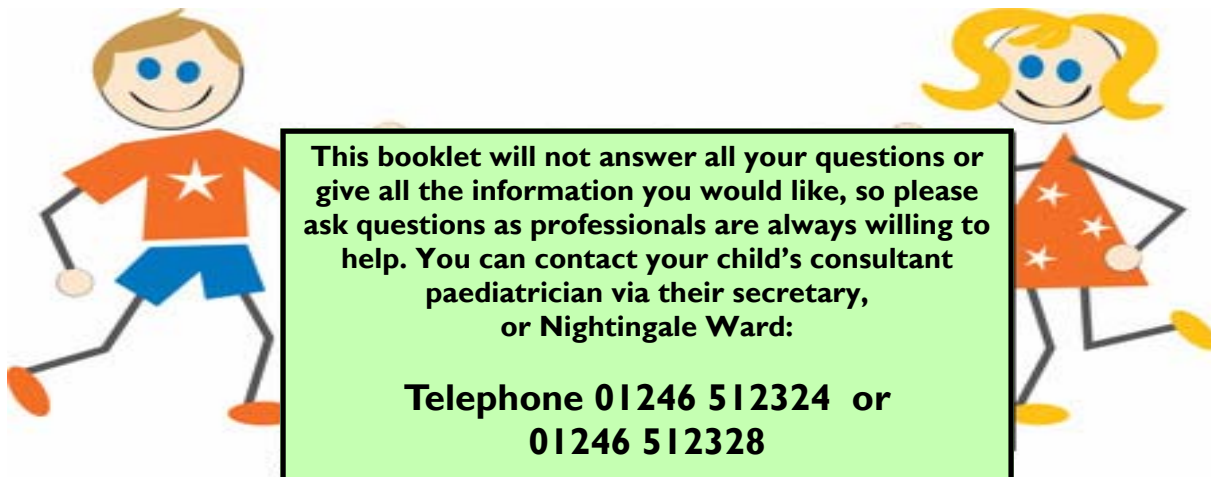 This booklet will not answer all your questions or
give all the information you would like, so please
ask questions as professionals are always willing to
help. You can contact your child’s consultant
paediatrician via their secretary,
or Nightingale Ward:
Telephone 01246 512324 or
01246 512328